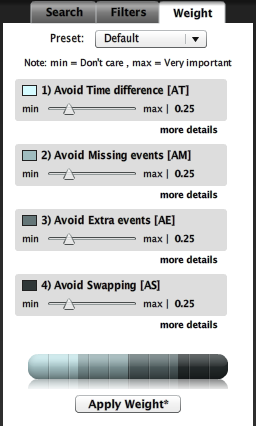 Search Filters Weight
Preset: Default
Note: min = Don't care , max = Very important
1) Avoid Time difference [AT]
min max | 0.25
more details
2) Avoid Missing events [AM]
min max | 0.25
more details
3) Avoid Extra events [AE]
min max | 0.25
more details
4) Avoid Swapping [AS]
min max | 0.25
more details
Apply Weight*